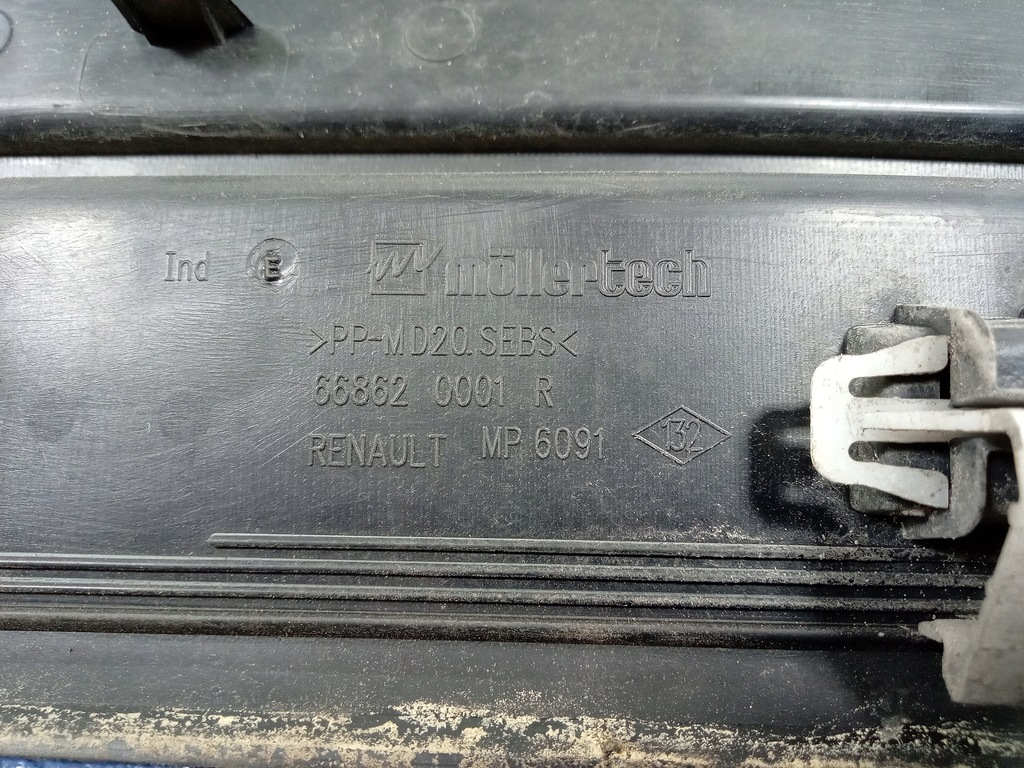 Ind E möllertech
>PP-MD20.SEBS<
66862 0001 R
RENAULT MP 6091 132